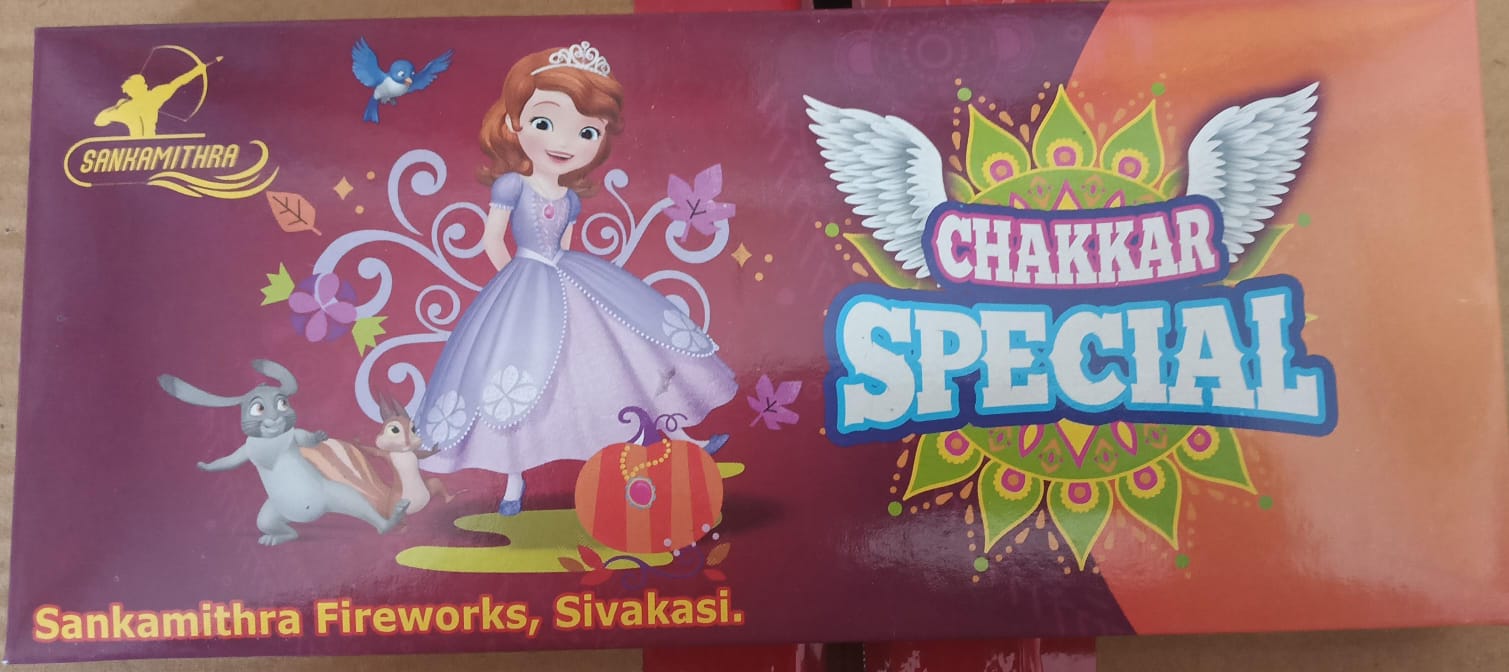 SANKAMITHRA
CHAKKAR
SPECIAL
Sankamithra Fireworks, Sivakasi.